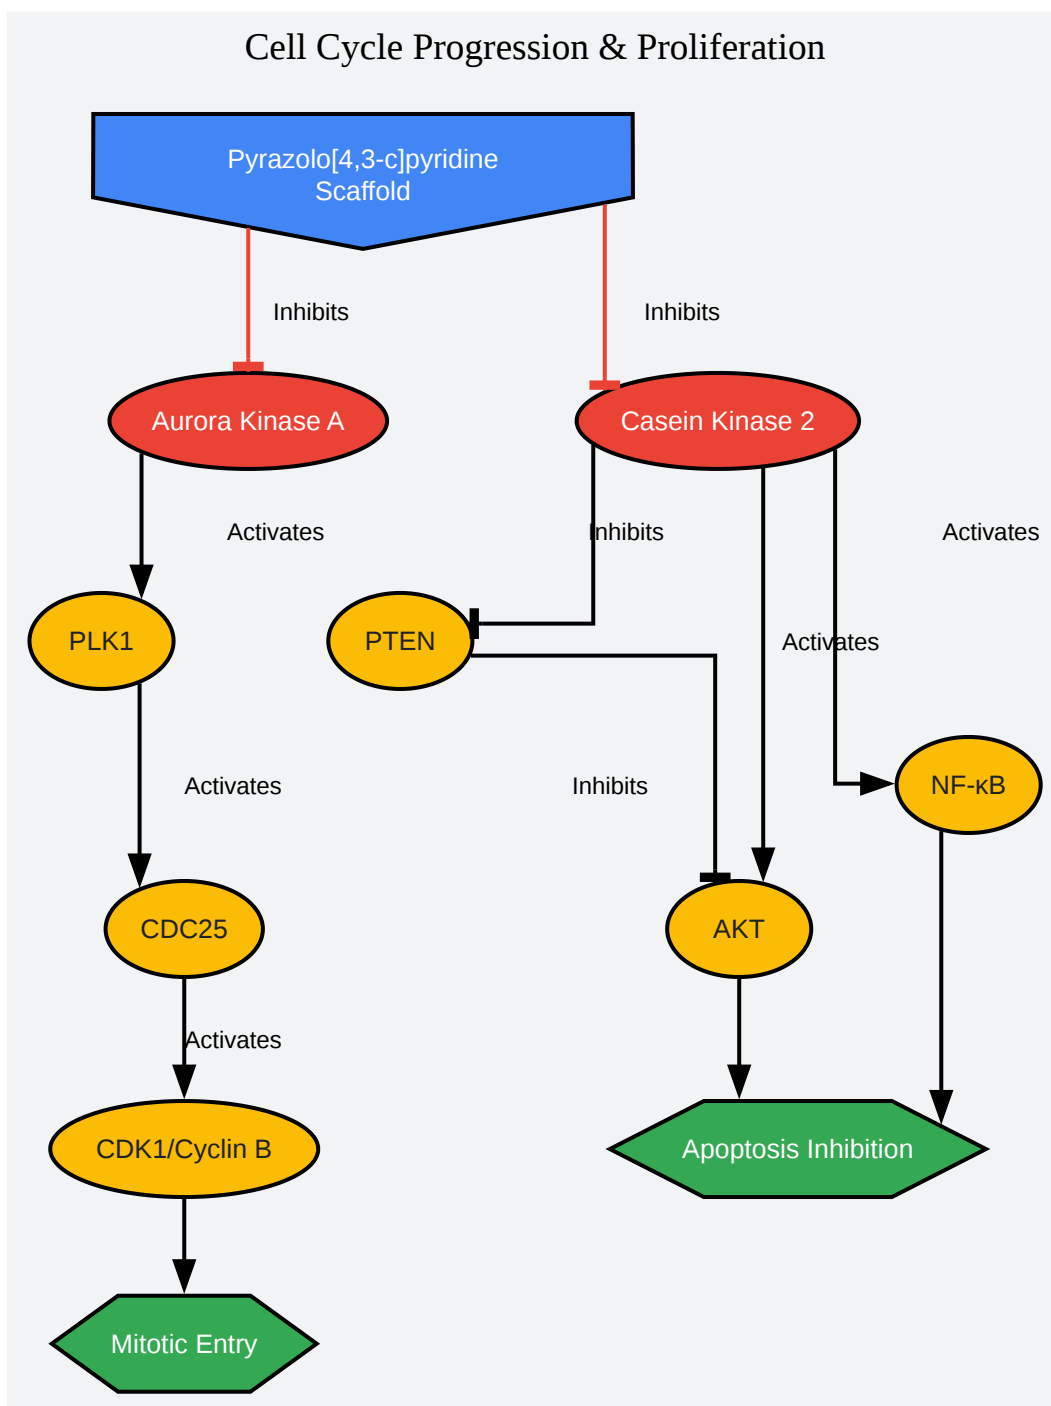 Cell Cycle Progression & Proliferation
Pyrazolo[4,3-c]pyridine
Scaffold
Inhibits
Inhibits
Aurora Kinase A
Casein Kinase 2
Activates
Inhibits
Activates
PLK1
PTEN
Activates
Activates
Inhibits
NF-κB
CDC25
AKT
Activates
CDK1/Cyclin B
Apoptosis Inhibition
Mitotic Entry